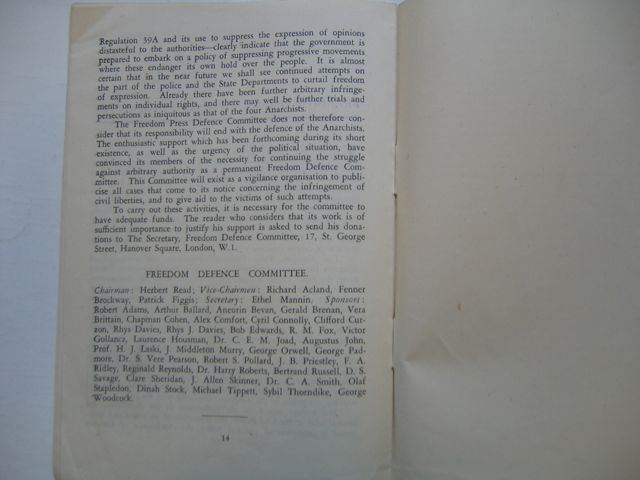 Regulation 39A and its use to suppress the expression of opinions
distasteful to the authorities—clearly indicate that the government is
prepared to embark on a policy of suppressing progressive movements
where these endanger its own hold over the people. It is almost
certain that in the near future we shall see continued attempts on
the part of the police and the State Departments to curtail freedom
of expression. Already there have been further arbitrary infringe-
ments on individual rights, and there may well be further trials and
persecutions as iniquitous as that of the four Anarchists.
The Freedom Press Defence Committee does not therefore con-
sider that its responsibility will end with the defence of the Anarchists.
The enthusiastic support which has been forthcoming during its short
existence, as well as the urgency of the political situation, have
convinced its members of the necessity for continuing the struggle
against arbitrary authority as a permanent Freedom Defence Com-
mittee. This Committee will exist as a vigilance organisation to publi-
cise all cases that come to its notice concerning the infringement of
civil liberties, and to give aid to the victims of such attempts.
To carry out these activities, it is necessary for the committee to
have adequate funds. The reader who considers that its work is of
sufficient importance to justify his support is asked to send his dona-
tions to The Secretary, Freedom Defence Committee, 17, St. George
Street, Hanover Square, London, W.1.
FREEDOM DEFENCE COMMITTEE.
Chairman: Herbert Read; Vice-Chairmen: Richard Acland, Fenner
Brockway, Patrick Figgis; Secretary: Ethel Mannin. Sponsors:
Robert Adams, Arthur Ballard, Aneurin Bevan, Gerald Brenan, Vera
Brittain, Chapman Cohen, Alex Comfort, Cyril Connolly, Clifford Cur-
zon, Rhys Davies, Rhys J. Davies, Bob Edwards, R. M. Fox, Victor
Gollancz, Laurence Housman, Dr. C. E. M. Joad, Augustus John,
Prof. H. J. Laski, J. Middleton Murry, George Orwell, George Pad-
more, Dr. S. Vere Pearson, Robert S. Pollard, J. B. Priestley, F. A.
Ridley, Reginald Reynolds, Dr. Harry Roberts, Bertrand Russell, D. S.
Savage, Clare Sheridan, J. Allen Skinner, Dr. C. A. Smith, Olaf
Stapledon, Dinah Stock, Michael Tippett, Sybil Thorndike, George
Woodcock.
14